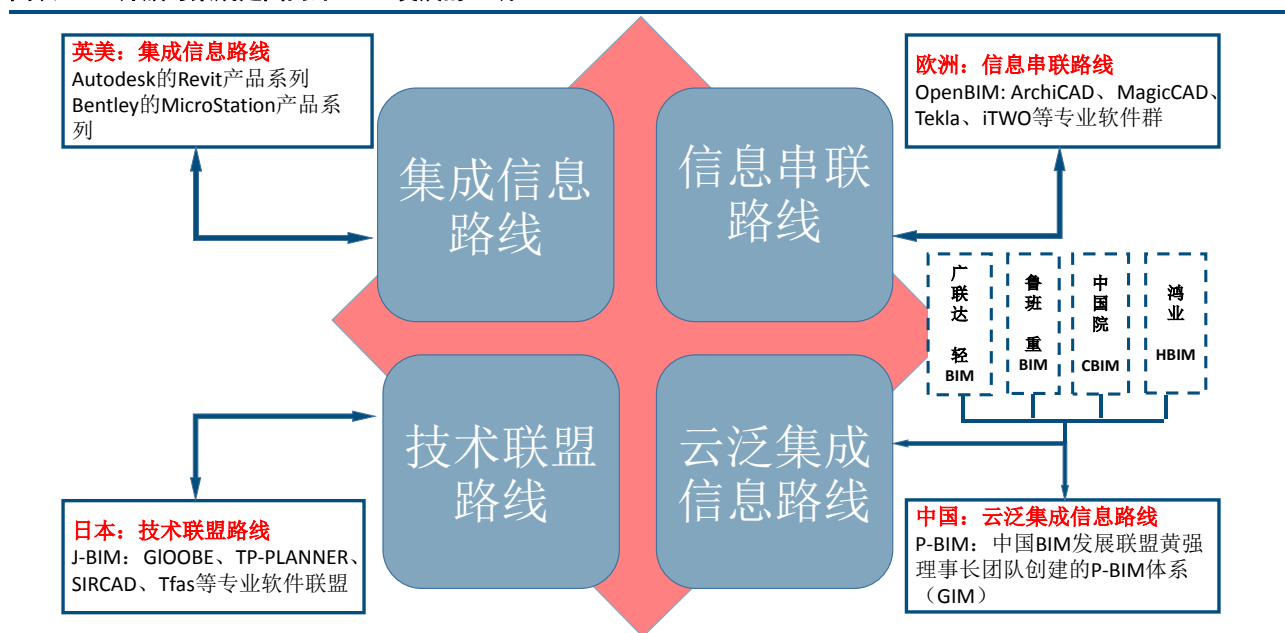 英美：集成信息路线
Autodesk的Revit产品系列
Bentley的MicroStation产品系
列
欧洲：信息串联路线
OpenBIM: ArchiCAD、MagicCAD、
Tekla、iTWO等专业软件群
集成信息
路线
信息串联
路线
广联达 轻 BIM
鲁班 重 BIM
中国院 CBIM
鸿业 HBIM
技术联盟
路线
云泛集成
信息路线
日本：技术联盟路线
J-BIM：GlOOBE、TP-PLANNER、
SIRCAD、Tfas等专业软件联盟
中国：云泛集成信息路线
P-BIM：中国BIM发展联盟黄强
理事长团队创建的P-BIM体系
（GIM）